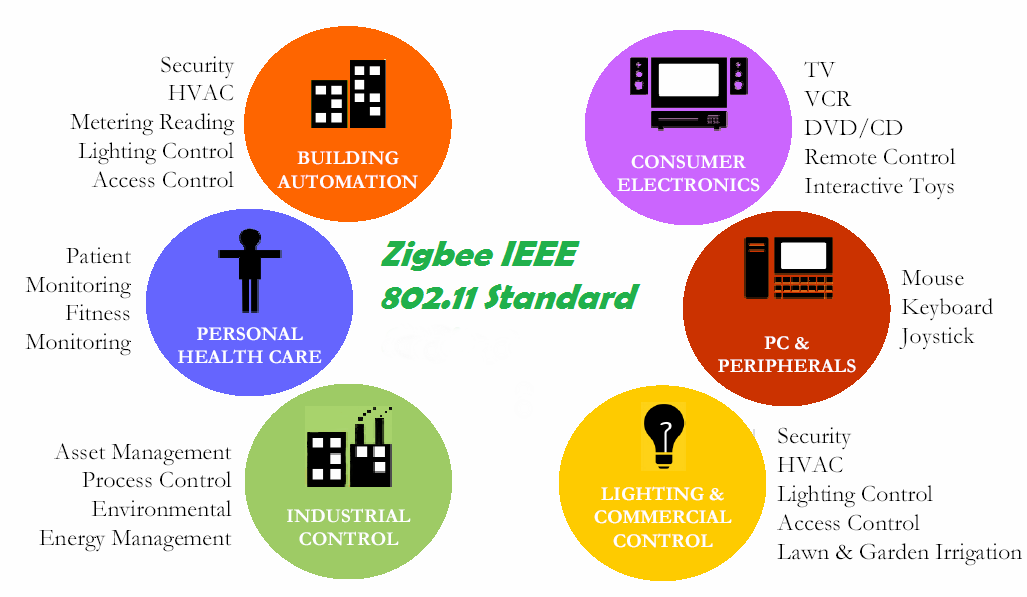 Security
HVAC
Metering Reading
Lighting Control
Access Control
BUILDING
AUTOMATION
CONSUMER
ELECTRONICS
TV
VCR
DVD/CD
Remote Control
Interactive Toys
Patient
Monitoring
Fitness
Monitoring
PERSONAL
HEALTH CARE
Zigbee IEEE
802.11 Standard
PC &
PERIPHERALS
Mouse
Keyboard
Joystick
Asset Management
Process Control
Environmental
Energy Management
INDUSTRIAL
CONTROL
?
LIGHTING &
COMMERCIAL
CONTROL
Security
HVAC
Lighting Control
Access Control
Lawn & Garden Irrigation